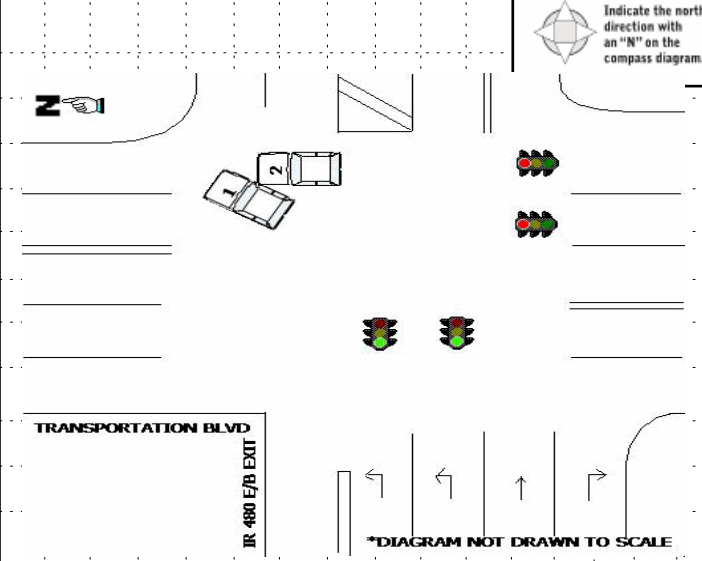 Indicate the north
direction with
an "N" on the
compass diagram.
N
2
1
TRANSPORTATION BLVD
IR 480 E/B EXIT
*DIAGRAM NOT DRAWN TO SCALE